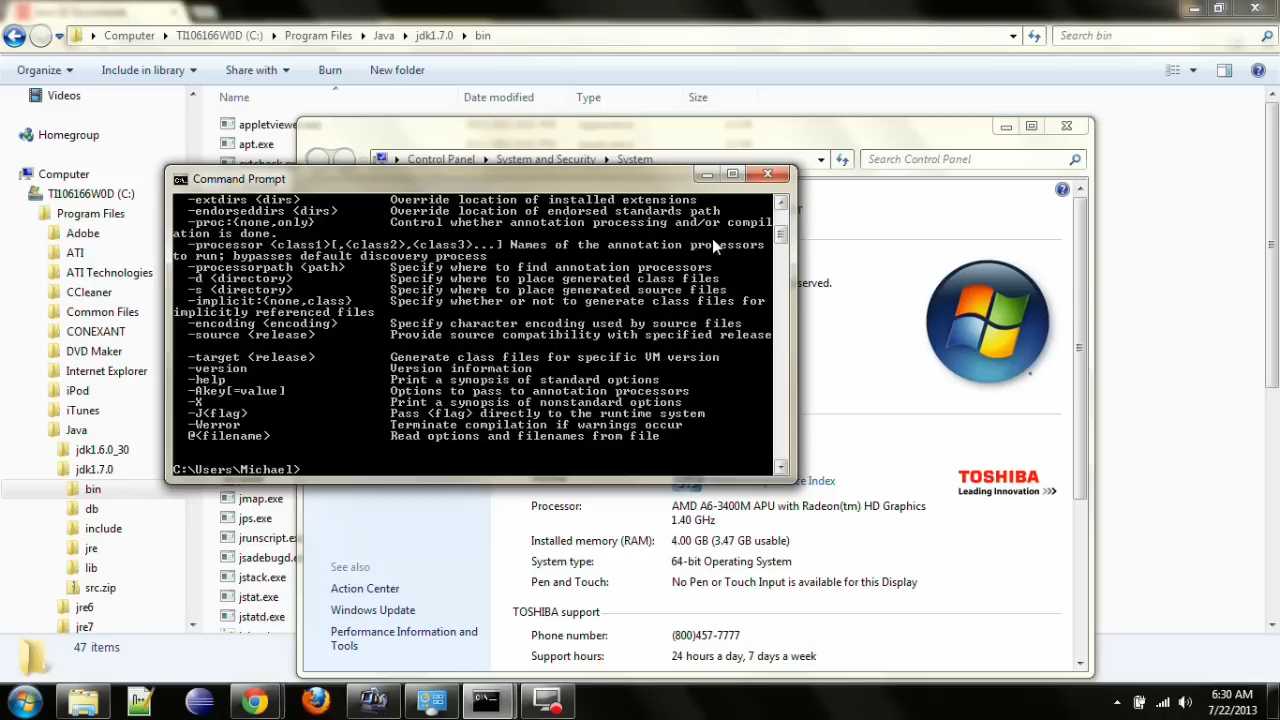 Computer
TI106166W0D (C:)
Program Files
Java
jdk1.7.0
bin
Search bin
Organize
Include in library
Share with
Burn
New folder
Videos
Homegroup
Computer
TI106166W0D (C:)
Program Files
Adobe
ATI
ATI Technologies
CCleaner
Common Files
CONEXANT
DVD Maker
Internet Explorer
iPod
iTunes
Java
jdk1.6.0_30
jdk1.7.0
bin
db
include
jre
lib
src.zip
jre6
jre7
Name
Date modified
Type
Size
apt.exe
jmap.exe
jps.exe
jstack.exe
jstat.exe
jstatd.exe
47 items
Control Panel
System and Security
System
Search Control Panel
Command Prompt
-extdirs <dirs> Override location of installed extensions
-endorseddirs <dirs> Override location of endorsed standards path
-proc:{none,only} Control whether annotation processing and/or compil
ation is done.
-processor <class1>[,<class2>,<class3>...] Names of the annotation processors
to run; bypasses default discovery process
-processorpath <path> Specify where to find annotation processors
-d <directory> Specify where to place generated class files
-s <directory> Specify where to place generated source files
-implicit:{none,class} Specify whether or not to generate class files for
implicitly referenced files
-encoding <encoding> Specify character encoding used by source files
-source <release> Provide source compatibility with specified release
-target <release> Generate class files for specific VM version
-version Version information
-help Print a synopsis of standard options
-Akey[=value] Options to pass to annotation processors
-X Print a synopsis of nonstandard options
-J<flag> Pass <flag> directly to the runtime system
-Werror Terminate compilation if warnings occur
@<filename> Read options and filenames from file
C:\Users\Michael>
served.
Index
TOSHIBA
Leading Innovation >>>
Processor: AMD A6-3400M APU with Radeon(tm) HD Graphics
1.40 GHz
Installed memory (RAM): 4.00 GB (3.47 GB usable)
System type: 64-bit Operating System
Pen and Touch: No Pen or Touch Input is available for this Display
TOSHIBA support
Phone number: (800)457-7777
Support hours: 24 hours a day, 7 days a week
See also
Action Center
Windows Update
Performance Information and
Tools
6:30 AM
7/22/2013